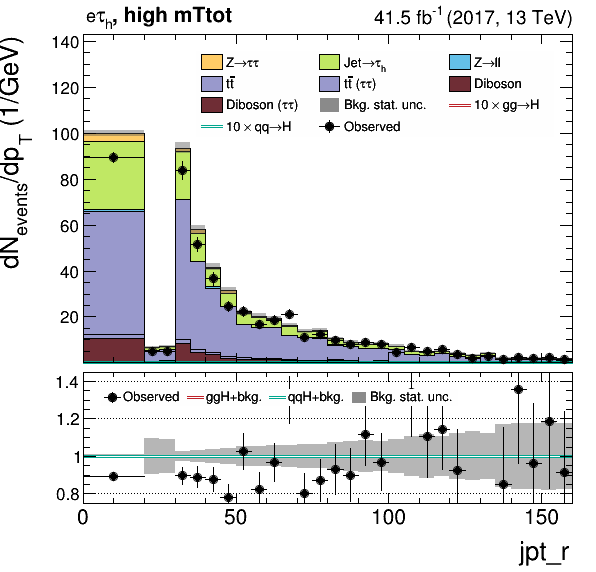 eτh, high mTtot 41.5 fb-1 (2017, 13 TeV)
dNevents/dpT (1/GeV)
140
120
100
80
60
40
20
Z→ττ Jet→τh Z→ll
tt̅ tt̅ (ττ) Diboson
Diboson (ττ) Bkg. stat. unc. 10 × gg→H
10 × qq→H Observed
1.4
1.2
1
0.8
Observed ggH+bkg. qqH+bkg. Bkg. stat. unc.
0 50 100 150
jpt_r